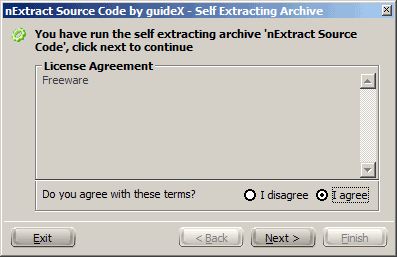 nExtract Source Code by guideX - Self Extracting Archive
You have run the self extracting archive 'nExtract Source
Code', click next to continue
License Agreement
Freeware
Do you agree with these terms? I disagree I agree
Exit < Back Next > Finish